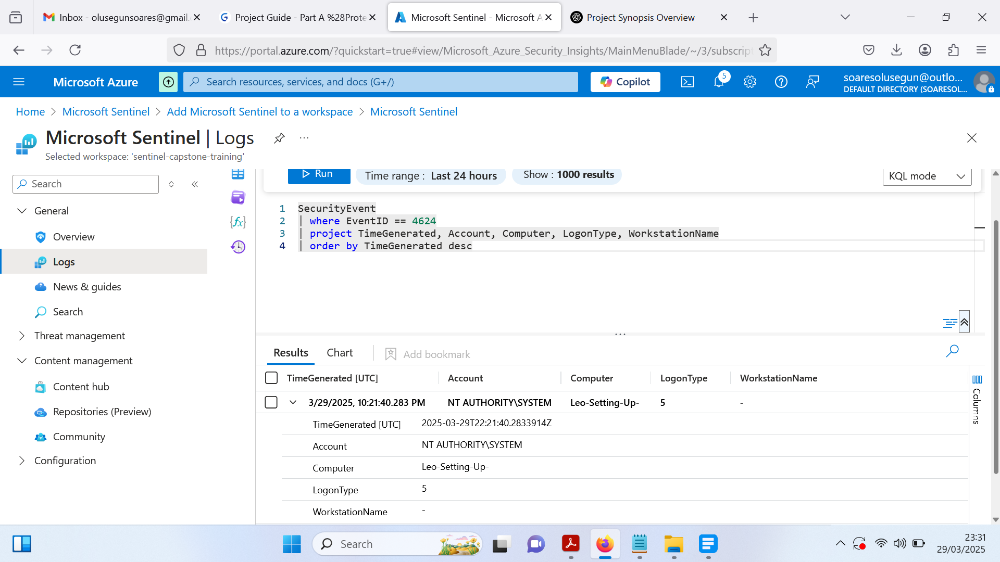 Inbox - olusegunsoares@gmail.c
Project Guide - Part A %28Prote
Microsoft Sentinel - Microsoft A
Project Synopsis Overview
https://portal.azure.com/?quickstart=true#view/Microsoft_Azure_Security_Insights/MainMenuBlade/~/3/subscript
Microsoft Azure
Search resources, services, and docs (G+/)
Copilot
5
soaresolusegun@outlo...
DEFAULT DIRECTORY (SOARESOL...
Home > Microsoft Sentinel > Add Microsoft Sentinel to a workspace > Microsoft Sentinel
Microsoft Sentinel | Logs
Selected workspace: 'sentinel-capstone-training'
Search
General
Overview
Logs
News & guides
Search
Threat management
Content management
Content hub
Repositories (Preview)
Community
Configuration
Run
Time range : Last 24 hours
Show : 1000 results
KQL mode
1 SecurityEvent
2 | where EventID == 4624
3 | project TimeGenerated, Account, Computer, LogonType, WorkstationName
4 | order by TimeGenerated desc
Results
Chart
Add bookmark
TimeGenerated [UTC] Account Computer LogonType WorkstationName
3/29/2025, 10:21:40.283 PM NT AUTHORITY\SYSTEM Leo-Setting-Up- 5 -
TimeGenerated [UTC] 2025-03-29T22:21:40.2833914Z
Account NT AUTHORITY\SYSTEM
Computer Leo-Setting-Up-
LogonType 5
WorkstationName -
Columns
Search
23:31
29/03/2025